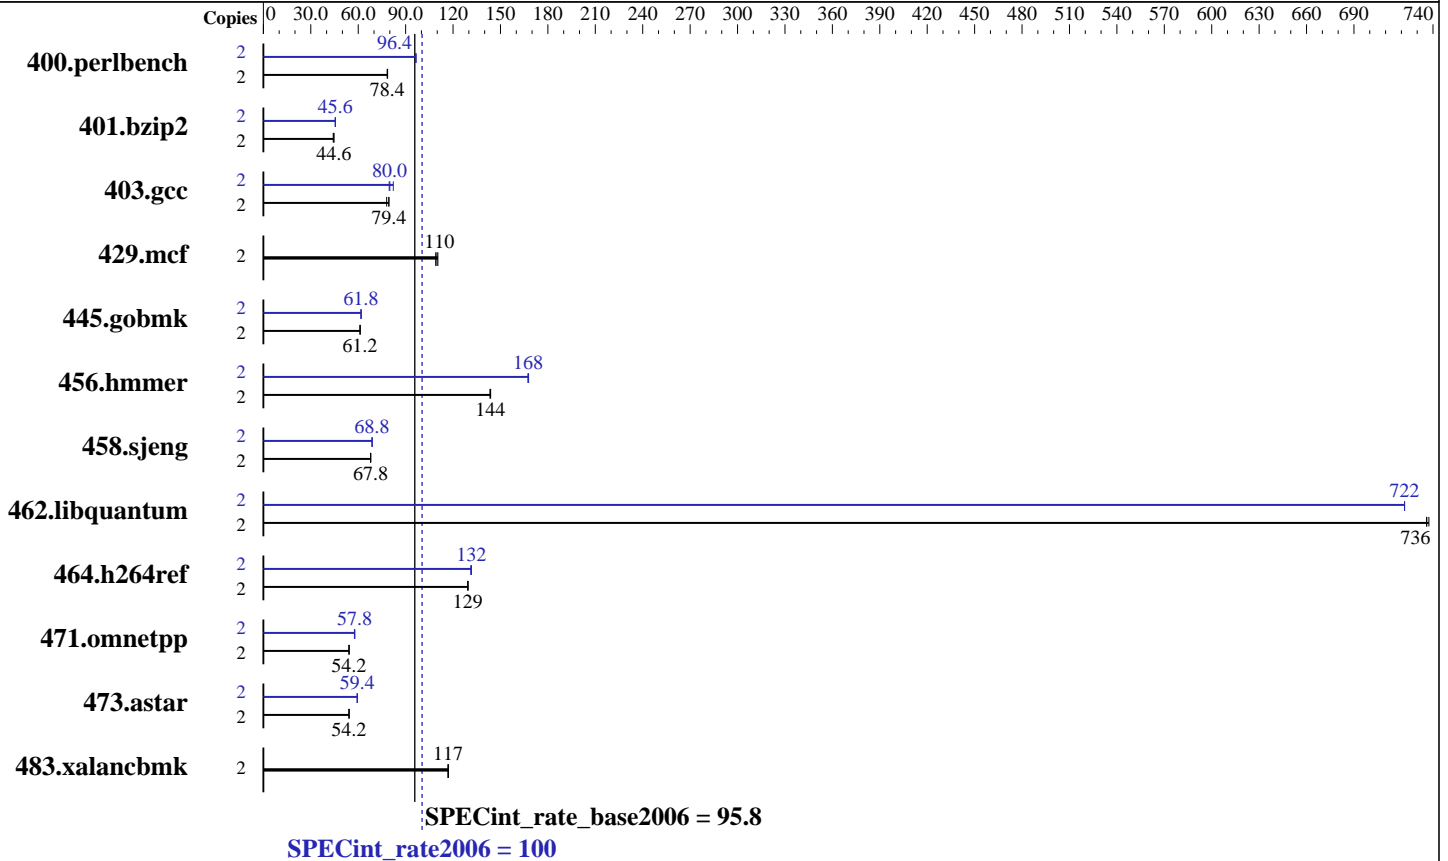 Copies 0 30.0 60.0 90.0 120 150 180 210 240 270 300 330 360 390 420 450 480 510 540 570 600 630 660 690 740
400.perlbench 2 96.4
2 78.4
401.bzip2 2 45.6
2 44.6
403.gcc 2 80.0
2 79.4
429.mcf 2 110
445.gobmk 2 61.8
2 61.2
456.hmmer 2 168
2 144
458.sjeng 2 68.8
2 67.8
462.libquantum 2 722
2 736
464.h264ref 2 132
2 129
471.omnetpp 2 57.8
2 54.2
473.astar 2 59.4
2 54.2
483.xalancbmk 2 117
SPECint_rate_base2006 = 95.8
SPECint_rate2006 = 100